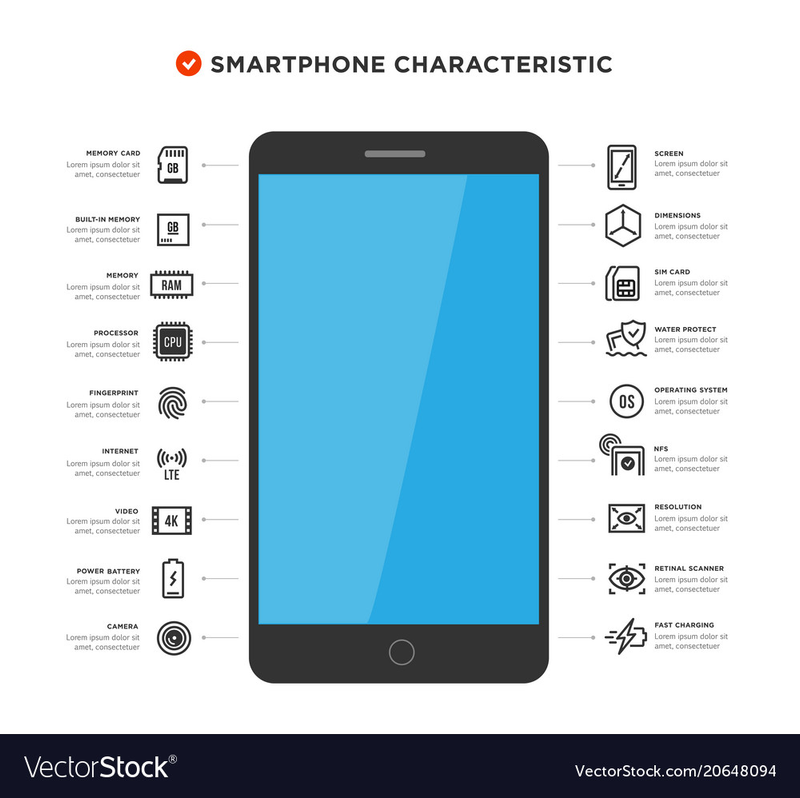 SMARTPHONE CHARACTERISTIC
MEMORY CARD
Lorem ipsum dolor sit
amet, consectetuer
GB
BUILT-IN MEMORY
Lorem ipsum dolor sit
amet, consectetuer
GB
MEMORY
Lorem ipsum dolor sit
amet, consectetuer
RAM
PROCESSOR
Lorem ipsum dolor sit
amet, consectetuer
CPU
FINGERPRINT
Lorem ipsum dolor sit
amet, consectetuer
INTERNET
Lorem ipsum dolor sit
amet, consectetuer
LTE
VIDEO
Lorem ipsum dolor sit
amet, consectetuer
4K
POWER BATTERY
Lorem ipsum dolor sit
amet, consectetuer
CAMERA
Lorem ipsum dolor sit
amet, consectetuer
SCREEN
Lorem ipsum dolor sit
amet, consectetuer
DIMENSIONS
Lorem ipsum dolor sit
amet, consectetuer
SIM CARD
Lorem ipsum dolor sit
amet, consectetuer
WATER PROTECT
Lorem ipsum dolor sit
amet, consectetuer
OS
OPERATING SYSTEM
Lorem ipsum dolor sit
amet, consectetuer
NFS
Lorem ipsum dolor sit
amet, consectetuer
RESOLUTION
Lorem ipsum dolor sit
amet, consectetuer
RETINAL SCANNER
Lorem ipsum dolor sit
amet, consectetuer
FAST CHARGING
Lorem ipsum dolor sit
amet, consectetuer
VectorStock®
VectorStock.com/20648094